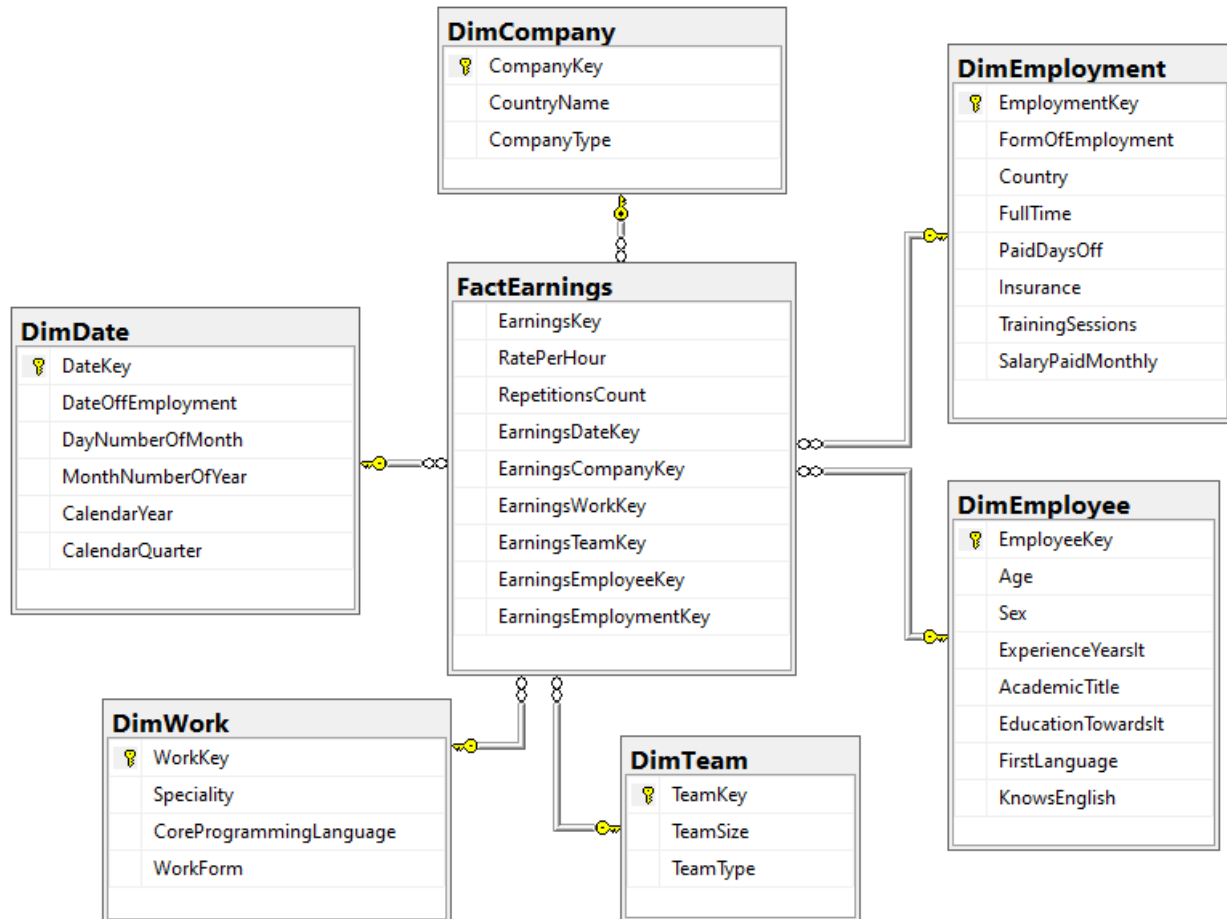 DimCompany
CompanyKey
CountryName
CompanyType
DimEmployment
EmploymentKey
FormOfEmployment
Country
FullTime
PaidDaysOff
Insurance
TrainingSessions
SalaryPaidMonthly
FactEarnings
EarningsKey
RatePerHour
RepetitionsCount
EarningsDateKey
EarningsCompanyKey
EarningsWorkKey
EarningsTeamKey
EarningsEmployeeKey
EarningsEmploymentKey
DimDate
DateKey
DateOffEmployment
DayNumberOfMonth
MonthNumberOfYear
CalendarYear
CalendarQuarter
DimEmployee
EmployeeKey
Age
Sex
ExperienceYearsIt
AcademicTitle
EducationTowardsIt
FirstLanguage
KnowsEnglish
DimWork
WorkKey
Speciality
CoreProgrammingLanguage
WorkForm
DimTeam
TeamKey
TeamSize
TeamType